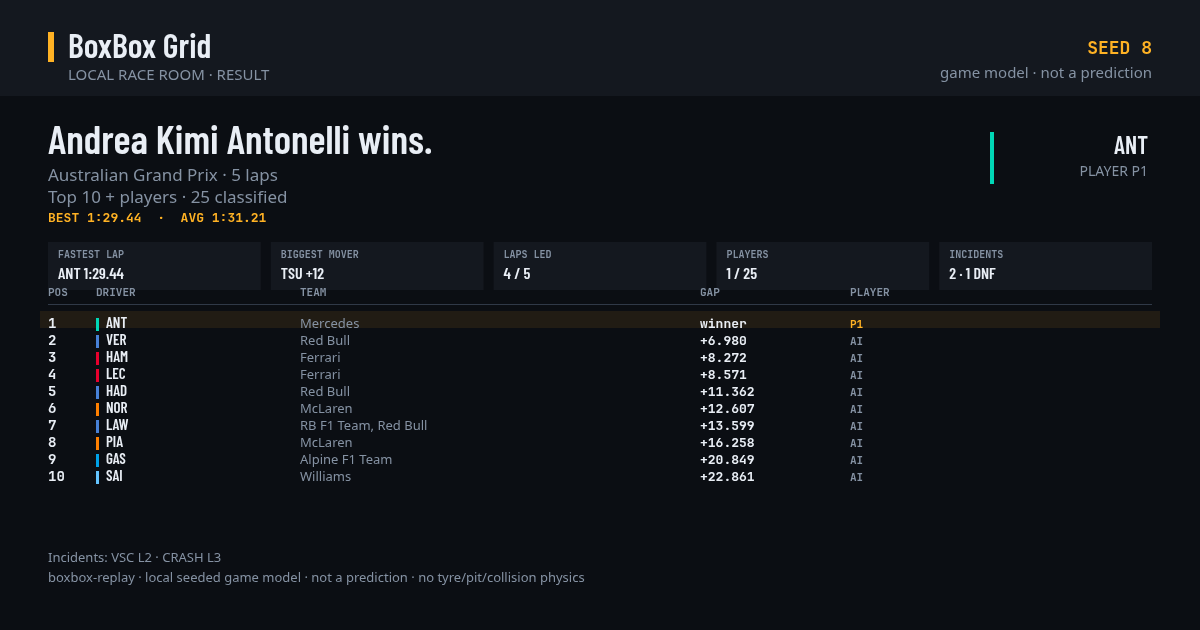 BoxBox Grid
LOCAL RACE ROOM · RESULT
SEED 8
game model · not a prediction
Andrea Kimi Antonelli wins.
Australian Grand Prix · 5 laps
Top 10 + players · 25 classified
BEST 1:29.44 · AVG 1:31.21
ANT
PLAYER P1
FASTEST LAP
ANT 1:29.44
BIGGEST MOVER
TSU +12
LAPS LED
4 / 5
PLAYERS
1 / 25
INCIDENTS
2 · 1 DNF
POS DRIVER TEAM GAP PLAYER
1 ANT Mercedes winner P1
2 VER Red Bull +6.980 AI
3 HAM Ferrari +8.272 AI
4 LEC Ferrari +8.571 AI
5 HAD Red Bull +11.362 AI
6 NOR McLaren +12.607 AI
7 LAW RB F1 Team, Red Bull +13.599 AI
8 PIA McLaren +16.258 AI
9 GAS Alpine F1 Team +20.849 AI
10 SAI Williams +22.861 AI
Incidents: VSC L2 · CRASH L3
boxbox-replay · local seeded game model · not a prediction · no tyre/pit/collision physics